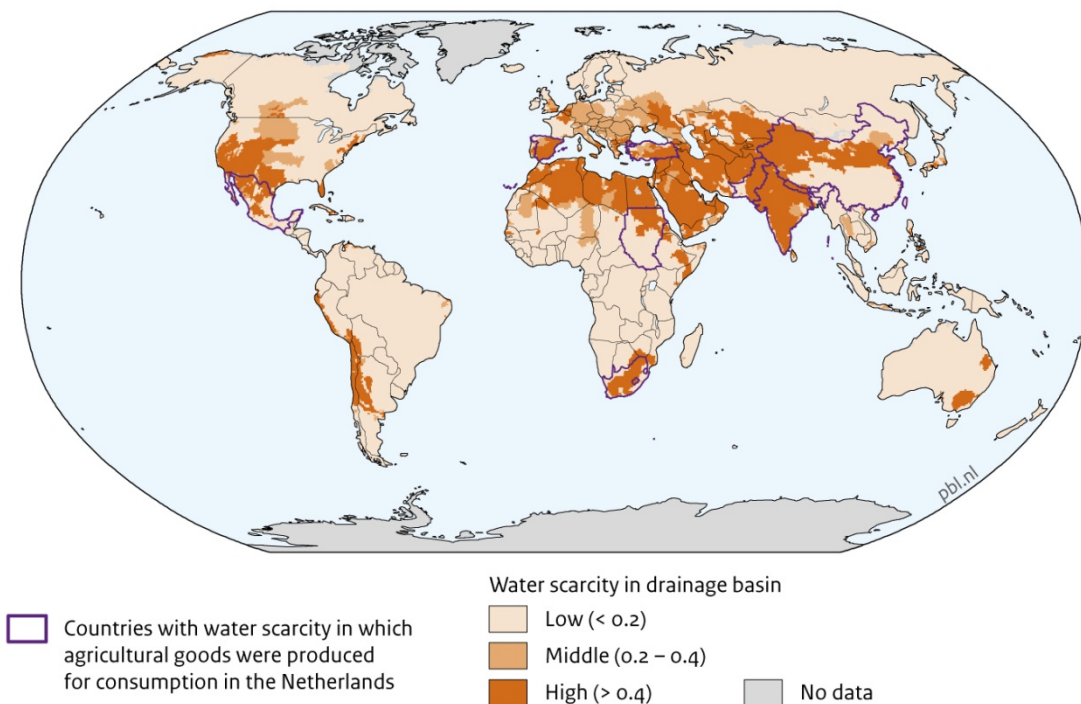 pbl.nl
Countries with water scarcity in which
agricultural goods were produced
for consumption in the Netherlands
Water scarcity in drainage basin
Low (< 0.2)
Middle (0.2 – 0.4)
High (> 0.4)
No data